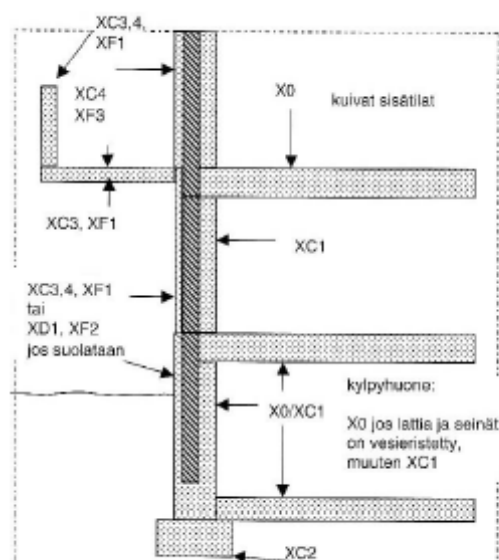 XC3,4,
XF1
XC4
XF3
X0
kuivat sisätilat
XC3, XF1
XC1
XC3,4, XF1
tai
XD1, XF2
jos suolataan
kylpyhuone:
X0/XC1
X0 jos lattia ja seinät
on vesieristetty,
muuten XC1
XC2